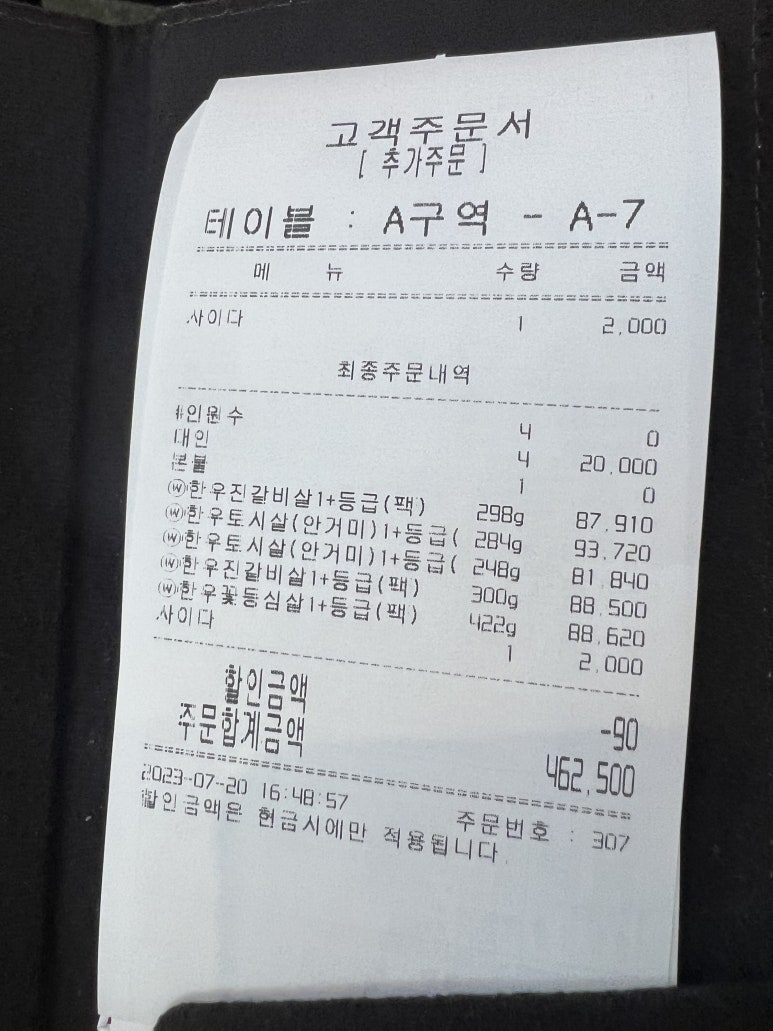 고객주문서
[ 추가주문 ]
테이블 : A구역 - A-7
메 뉴 수량 금액
사이다 1 2,000
최종주문내역
#인원수 4 0
대인 4 20,000
본불 1 0
ⓦ한우진갈비살1+등급(팩) 298g 87,910
ⓦ한우토시살(안거미)1+등급( 284g 93,720
ⓦ한우토시살(안거미)1+등급( 248g 81,840
ⓦ한우진갈비살1+등급(팩) 300g 88,500
ⓦ한우꽃등심살1+등급(팩) 422g 88,620
사이다 1 2,000
할인금액 -90
주문합계금액 462,500
2023-07-20 16:48:57 주문번호 : 307
할인금액은 현금시에만 적용됩니다.